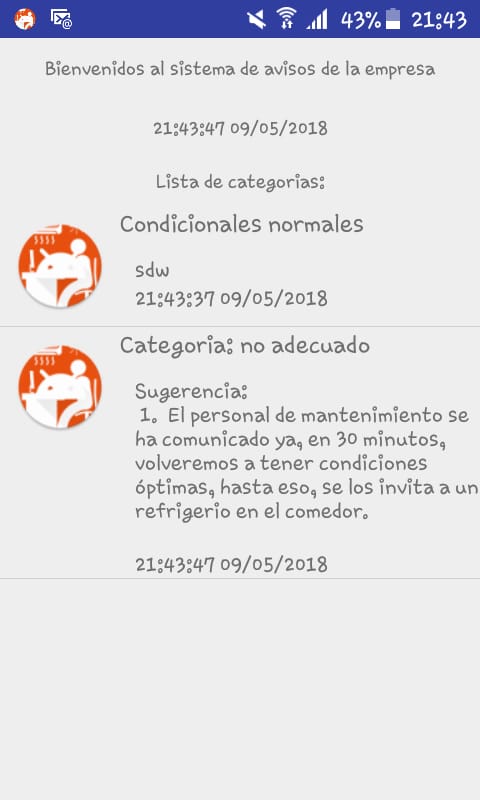 43% 21:43
Bienvenidos al sistema de avisos de la empresa
21:43:47 09/05/2018
Lista de categorias:
Condicionales normales
sdw
21:43:37 09/05/2018
Categoria: no adecuado
Sugerencia:
1. El personal de mantenimiento se
ha comunicado ya, en 30 minutos,
volveremos a tener condiciones
óptimas, hasta eso, se los invita a un
refrigerio en el comedor.
21:43:47 09/05/2018